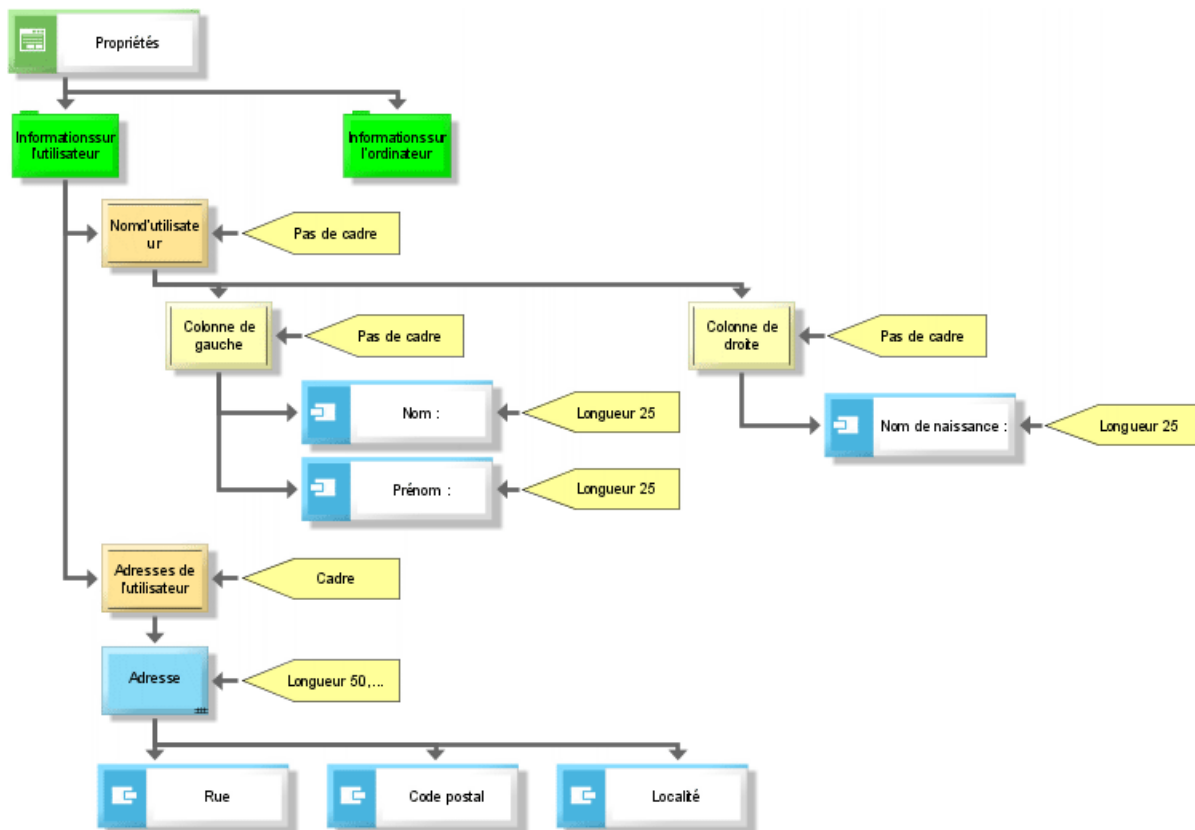 Propriétés
Informationssur
l'utilisateur
Informationssur
l'ordinateur
Nomd'utilisate
ur
Pas de cadre
Colonne de
gauche
Pas de cadre
Colonne de
droite
Pas de cadre
Nom :
Longueur 25
Nom de naissance :
Longueur 25
Prénom :
Longueur 25
Adresses de
l'utilisateur
Cadre
Adresse
Longueur 50,...
Rue
Code postal
Localité